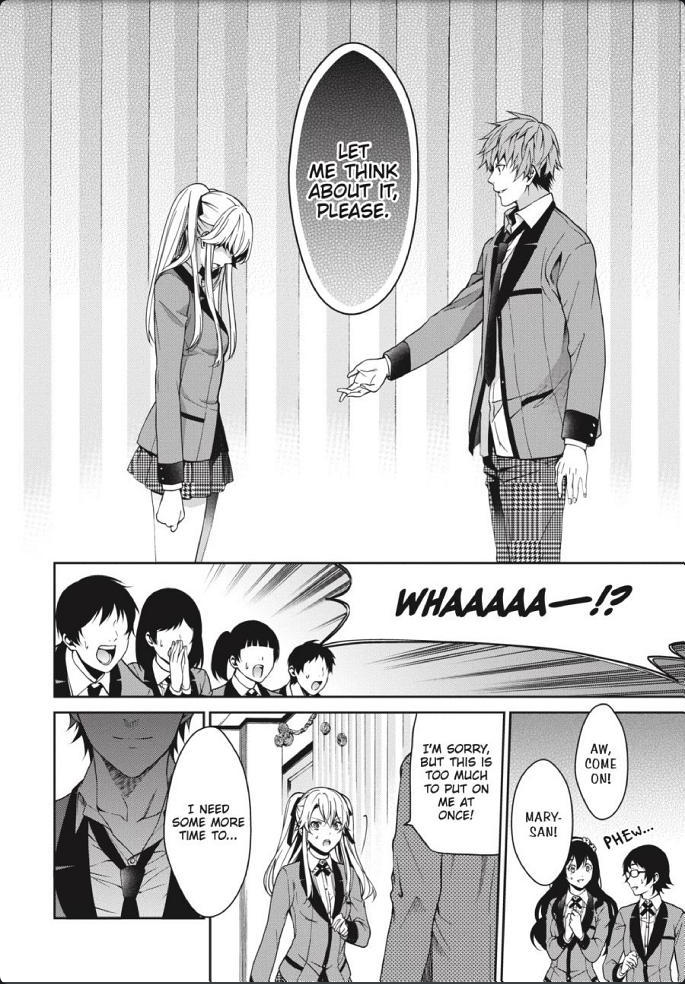 LET
ME THINK
ABOUT IT,
PLEASE.
WHAAAAA—!?
AW,
COME
ON!
MARY-
SAN!
PHEW...
I'M SORRY,
BUT THIS IS
TOO MUCH
TO PUT ON
ME AT
ONCE!
I NEED
SOME MORE
TIME TO...